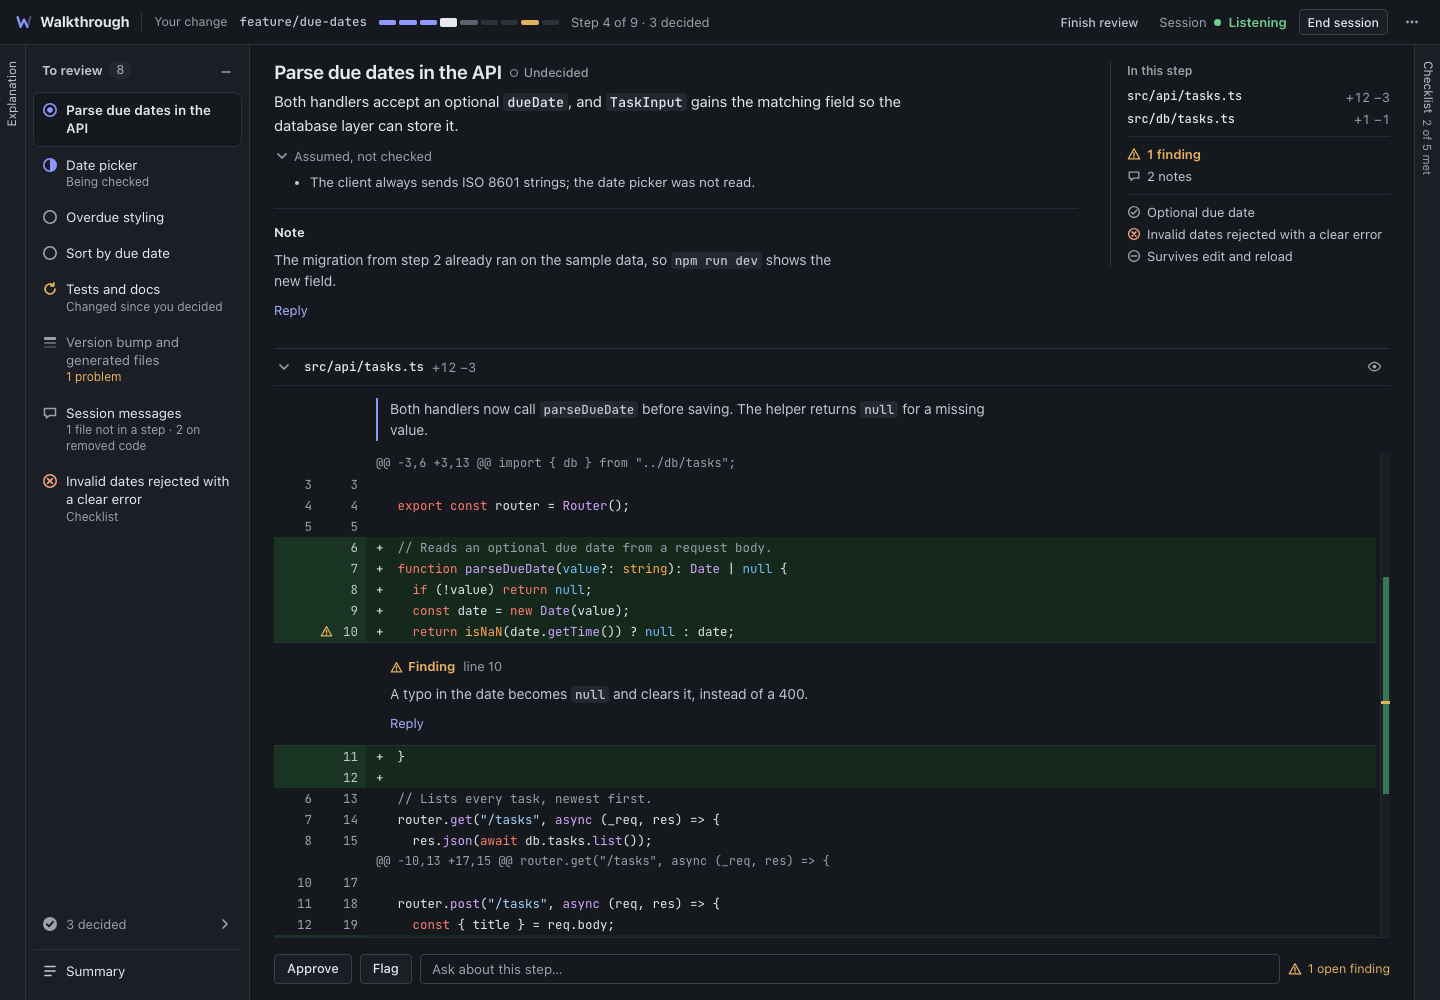 Walkthrough
Your change feature/due-dates
Step 4 of 9 · 3 decided
Finish review
Session Listening
End session
Explanation
To review 8
Parse due dates in the
API
Date picker
Being checked
Overdue styling
Sort by due date
Tests and docs
Changed since you decided
Version bump and
generated files
1 problem
Session messages
1 file not in a step · 2 on
removed code
Invalid dates rejected with
a clear error
Checklist
3 decided
Summary
Parse due dates in the API Undecided
Both handlers accept an optional dueDate, and TaskInput gains the matching field so the
database layer can store it.
Assumed, not checked
• The client always sends ISO 8601 strings; the date picker was not read.
Note
The migration from step 2 already ran on the sample data, so npm run dev shows the
new field.
Reply
src/api/tasks.ts +12 −3
Both handlers now call parseDueDate before saving. The helper returns null for a missing
value.
@@ -3,6 +3,13 @@ import { db } from "../db/tasks";
3 3
4 4 export const router = Router();
5 5
6 + // Reads an optional due date from a request body.
7 + function parseDueDate(value?: string): Date | null {
8 + if (!value) return null;
9 + const date = new Date(value);
10 + return isNaN(date.getTime()) ? null : date;
Finding line 10
A typo in the date becomes null and clears it, instead of a 400.
Reply
11 + }
12 +
6 13 // Lists every task, newest first.
7 14 router.get("/tasks", async (_req, res) => {
8 15 res.json(await db.tasks.list());
@@ -10,13 +17,15 @@ router.get("/tasks", async (_req, res) => {
10 17
11 18 router.post("/tasks", async (req, res) => {
12 19 const { title } = req.body;
Approve
Flag
Ask about this step…
1 open finding
In this step
src/api/tasks.ts +12 −3
src/db/tasks.ts +1 −1
1 finding
2 notes
Optional due date
Invalid dates rejected with a clear error
Survives edit and reload
Checklist 2 of 5 met